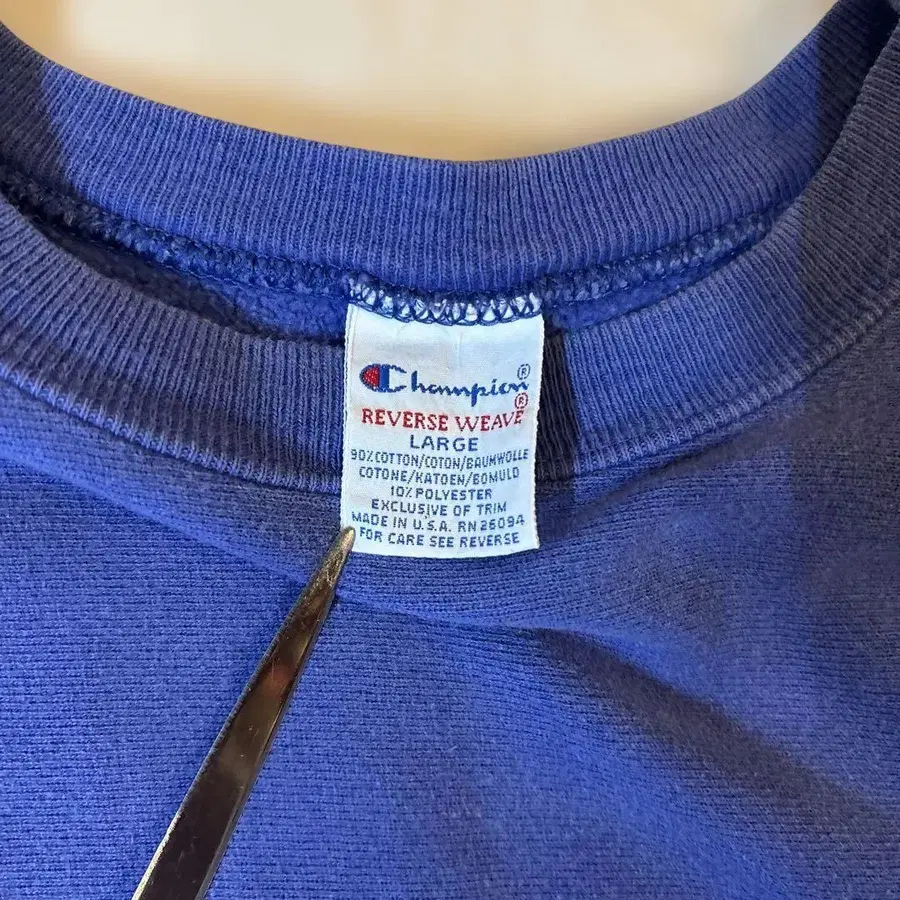 Champion®
REVERSE WEAVE®
LARGE
90% COTTON/COTON/BAUMWOLLE
COTONE/KATOEN/BOMULD
10% POLYESTER
EXCLUSIVE OF TRIM
MADE IN U.S.A. RN 26094
FOR CARE SEE REVERSE